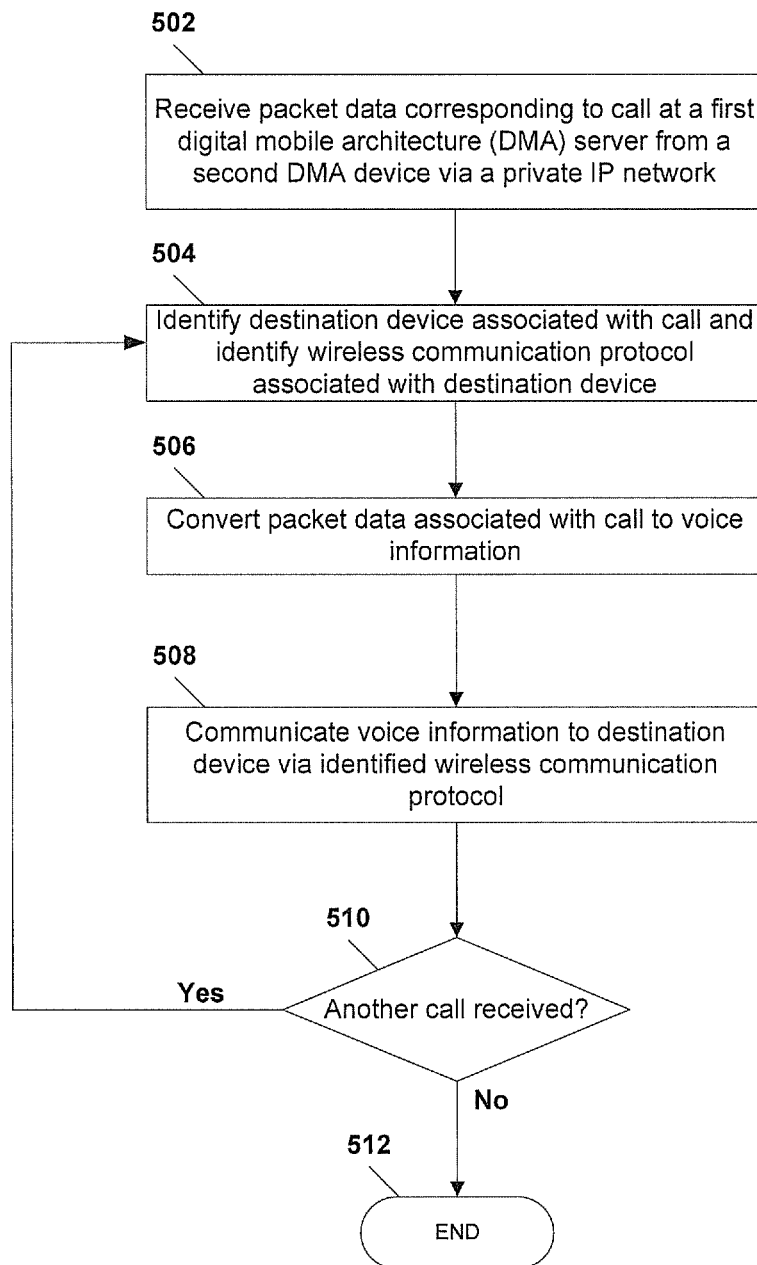 502
Receive packet data corresponding to call at a first
digital mobile architecture (DMA) server from a
second DMA device via a private IP network
504
Identify destination device associated with call and
identify wireless communication protocol
associated with destination device
506
Convert packet data associated with call to voice
information
508
Communicate voice information to destination
device via identified wireless communication
protocol
510
Yes
Another call received?
No
512
END